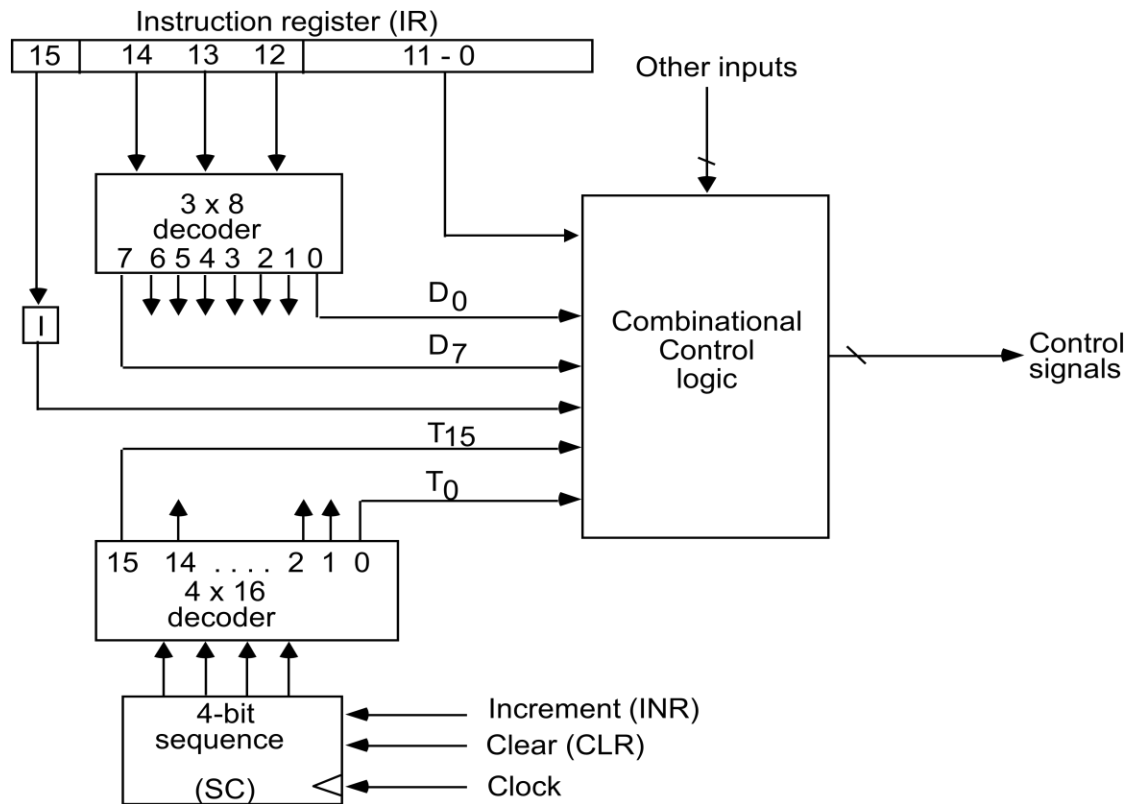 Instruction register (IR)
15 14 13 12 11 - 0
Other inputs
3 x 8
decoder
7 6 5 4 3 2 1 0
D0
I
Combinational
Control
logic
D7
Control
signals
T15
T0
15 14 . . . . 2 1 0
4 x 16
decoder
4-bit
sequence
(SC)
Increment (INR)
Clear (CLR)
Clock